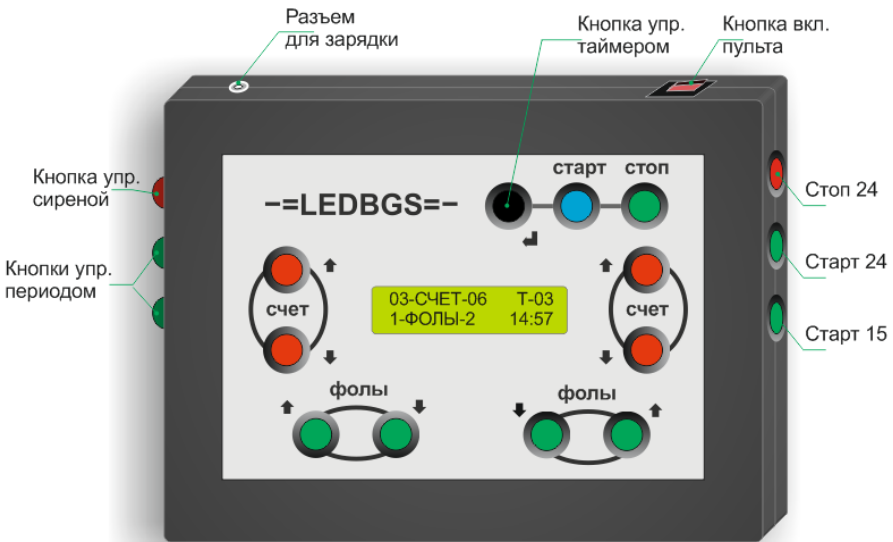 Разъем
для зарядки
Кнопка упр.
таймером
Кнопка вкл.
пульта
Кнопка упр.
сиреной
Кнопки упр.
периодом
-=LEDBGS=-
старт стоп
счет
03-СЧЕТ-06 Т-03
1-ФОЛЫ-2 14:57
счет
фолы
фолы
Стоп 24
Старт 24
Старт 15